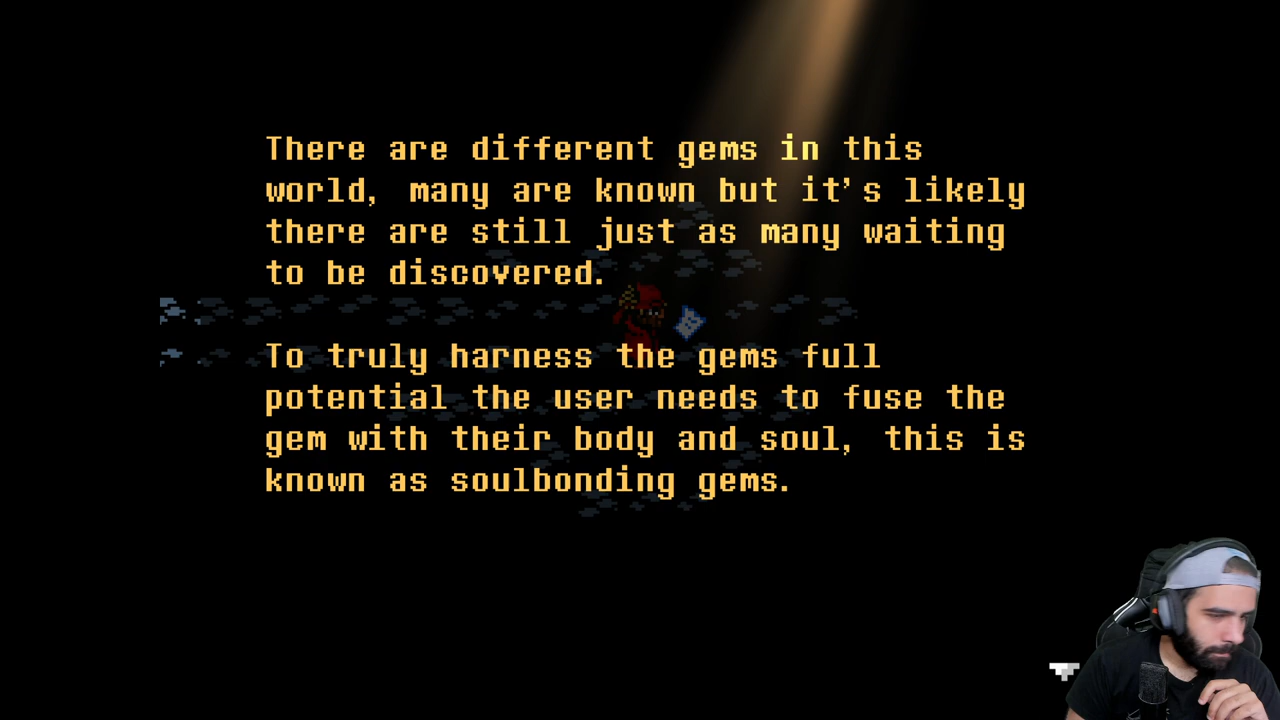 There are different gems in this
world, many are known but it's likely
there are still just as many waiting
to be discovered.
To truly harness the gems full
potential the user needs to fuse the
gem with their body and soul, this is
known as soulbonding gems.